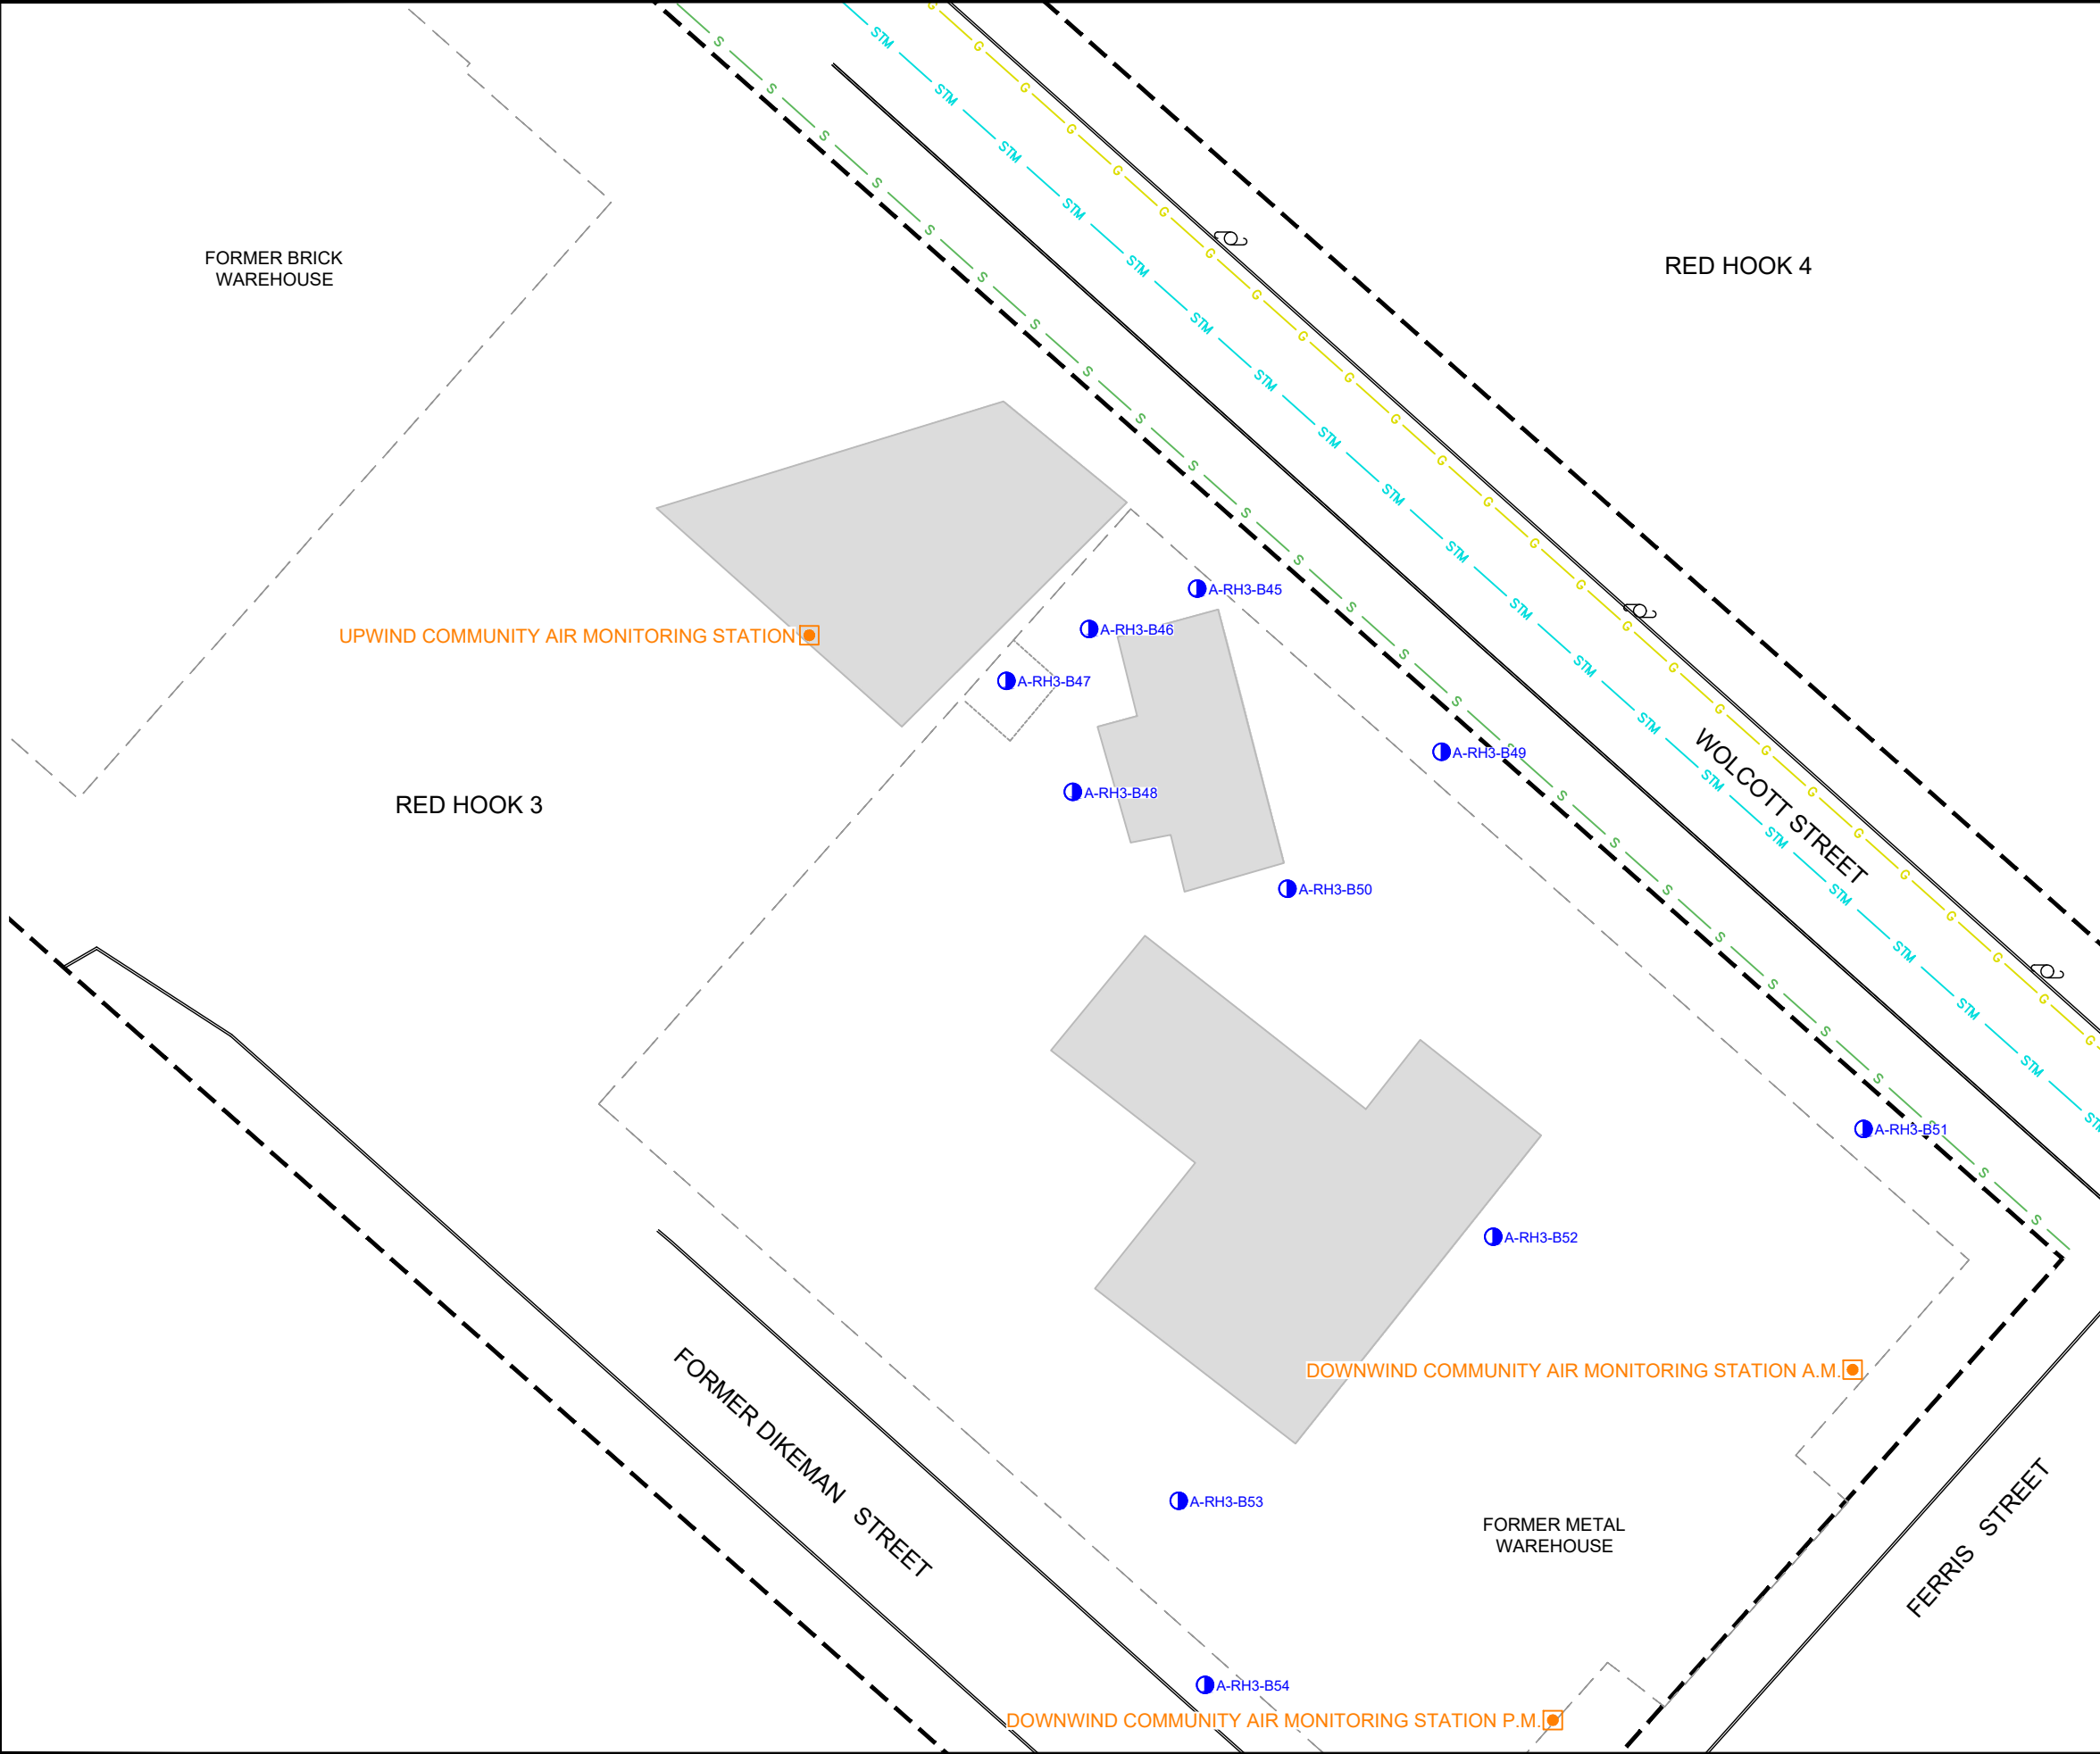 FORMER BRICK
WAREHOUSE
RED HOOK 4
A-RH3-B45
A-RH3-B46
UPWIND COMMUNITY AIR MONITORING STATION
A-RH3-B47
A-RH3-B49
A-RH3-B48
RED HOOK 3
WOLCOTT STREET
A-RH3-B50
A-RH3-B51
A-RH3-B52
DOWNWIND COMMUNITY AIR MONITORING STATION A.M.
FORMER DIKEMAN STREET
A-RH3-B53
FORMER METAL
WAREHOUSE
FERRIS STREET
A-RH3-B54
DOWNWIND COMMUNITY AIR MONITORING STATION P.M.
S
STM
G